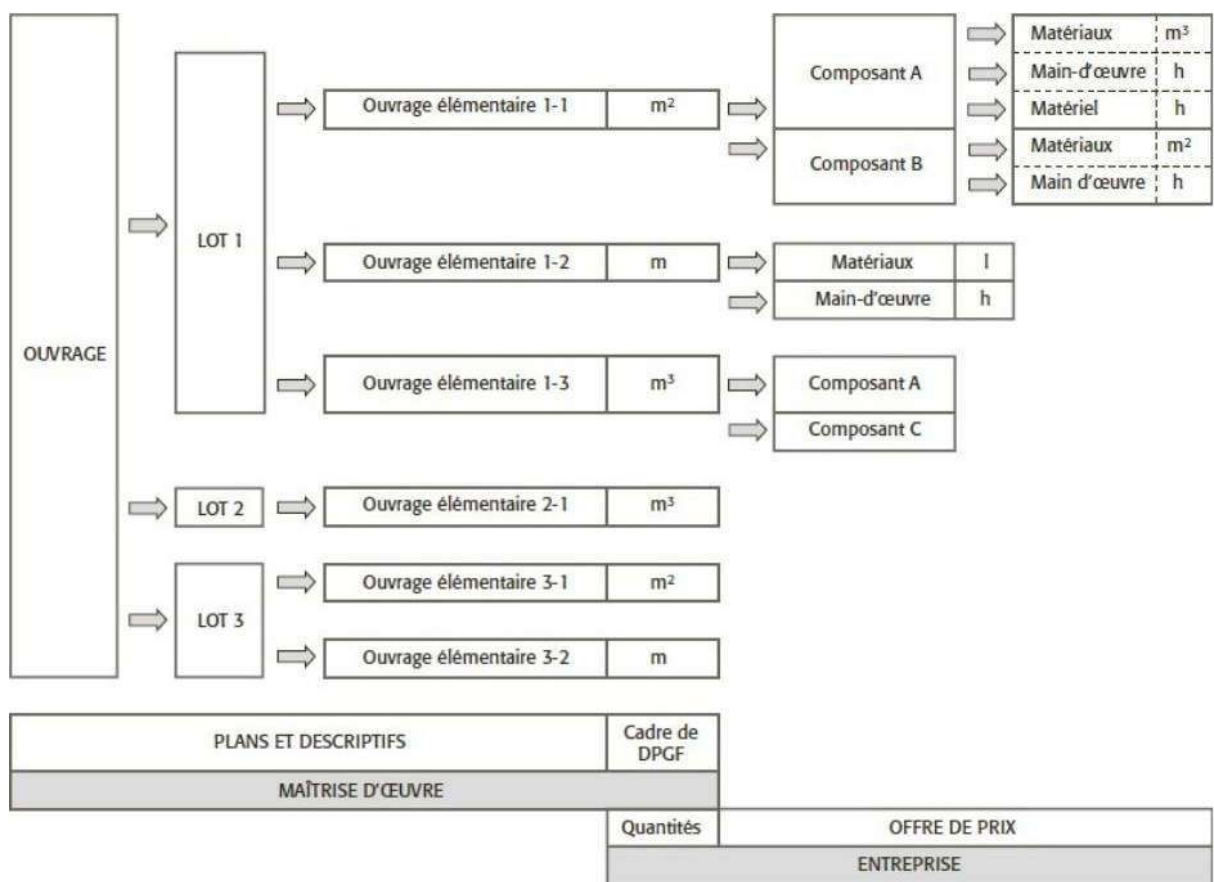 OUVRAGE
LOT 1
Ouvrage élémentaire 1-1 m²
Composant A
Matériaux m³
Main-d'œuvre h
Matériel h
Composant B
Matériaux m²
Main d'œuvre h
Ouvrage élémentaire 1-2 m
Matériaux l
Main-d'œuvre h
Ouvrage élémentaire 1-3 m³
Composant A
Composant C
LOT 2
Ouvrage élémentaire 2-1 m³
LOT 3
Ouvrage élémentaire 3-1 m²
Ouvrage élémentaire 3-2 m
PLANS ET DESCRIPTIFS
Cadre de
DPGF
MAÎTRISE D'ŒUVRE
Quantités
OFFRE DE PRIX
ENTREPRISE